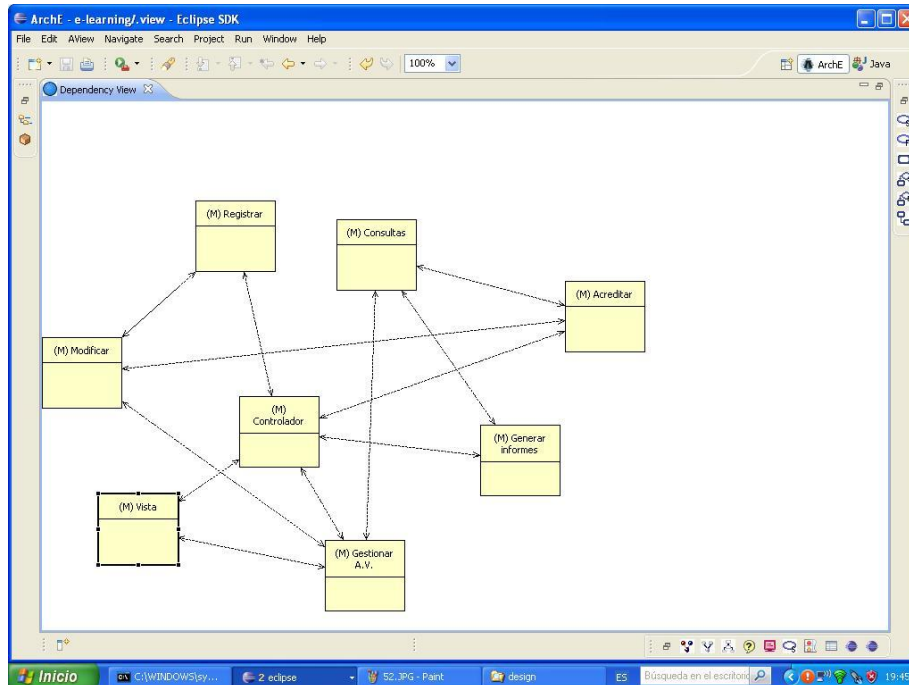 ArchE - e-learning/.view - Eclipse SDK
File Edit AView Navigate Search Project Run Window Help
100%
ArchE
Java
Dependency View
(M) Registrar
(M) Consultas
(M) Acreditar
(M) Modificar
(M)
Controlador
(M) Generar
informes
(M) Vista
(M) Gestionar
A.V.
Inicio
C:\WINDOWS\sy...
2 eclipse
52.JPG - Paint
design
ES
Búsqueda en el escritorio
19:45